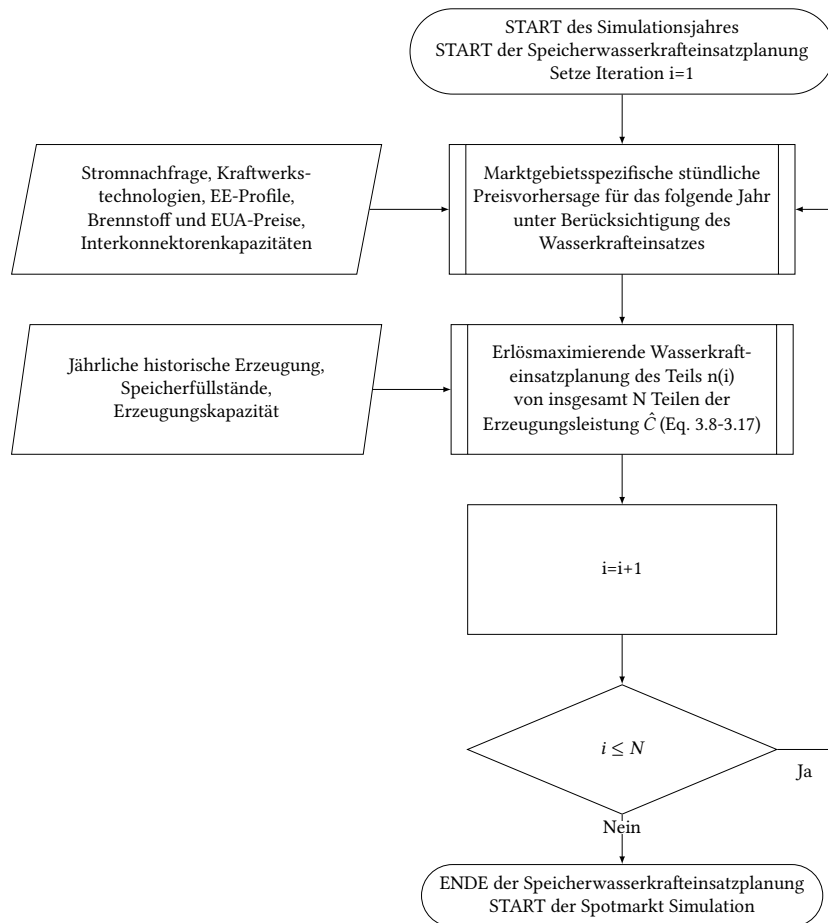 START des Simulationsjahres
START der Speicherwasserkrafteinsatzplanung
Setze Iteration i=1
Stromnachfrage, Kraftwerks-
technologien, EE-Profile,
Brennstoff und EUA-Preise,
Interkonnektorenkapazitäten
Marktgebietsspezifische stündliche
Preisvorhersage für das folgende Jahr
unter Berücksichtigung des
Wasserkrafteinsatzes
Jährliche historische Erzeugung,
Speicherfüllstände,
Erzeugungskapazität
Erlösmaximierende Wasserkraft-
einsatzplanung des Teils n(i)
von insgesamt N Teilen der
Erzeugungsleistung Ĉ (Eq. 3.8-3.17)
i=i+1
i ≤ N
Ja
Nein
ENDE der Speicherwasserkrafteinsatzplanung
START der Spotmarkt Simulation